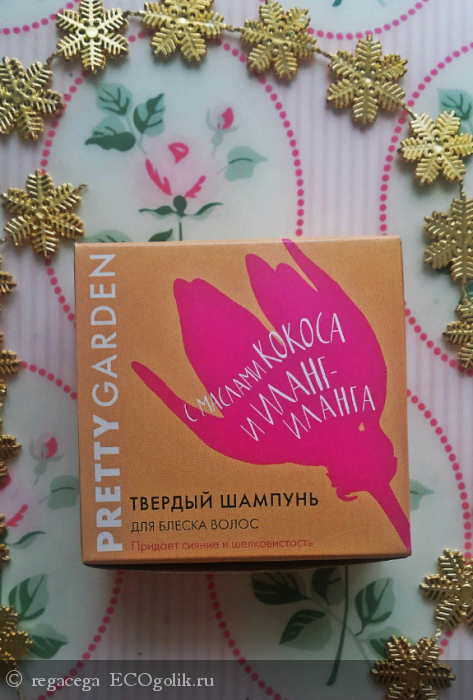 PRETTY GARDEN
С МАСЛАМИ КОКОСА
И ИЛАНГ-
ИЛАНГА
ТВЕРДЫЙ ШАМПУНЬ
ДЛЯ БЛЕСКА ВОЛОС
Придает сияние и шелковистость
© regacega ECOgolik.ru